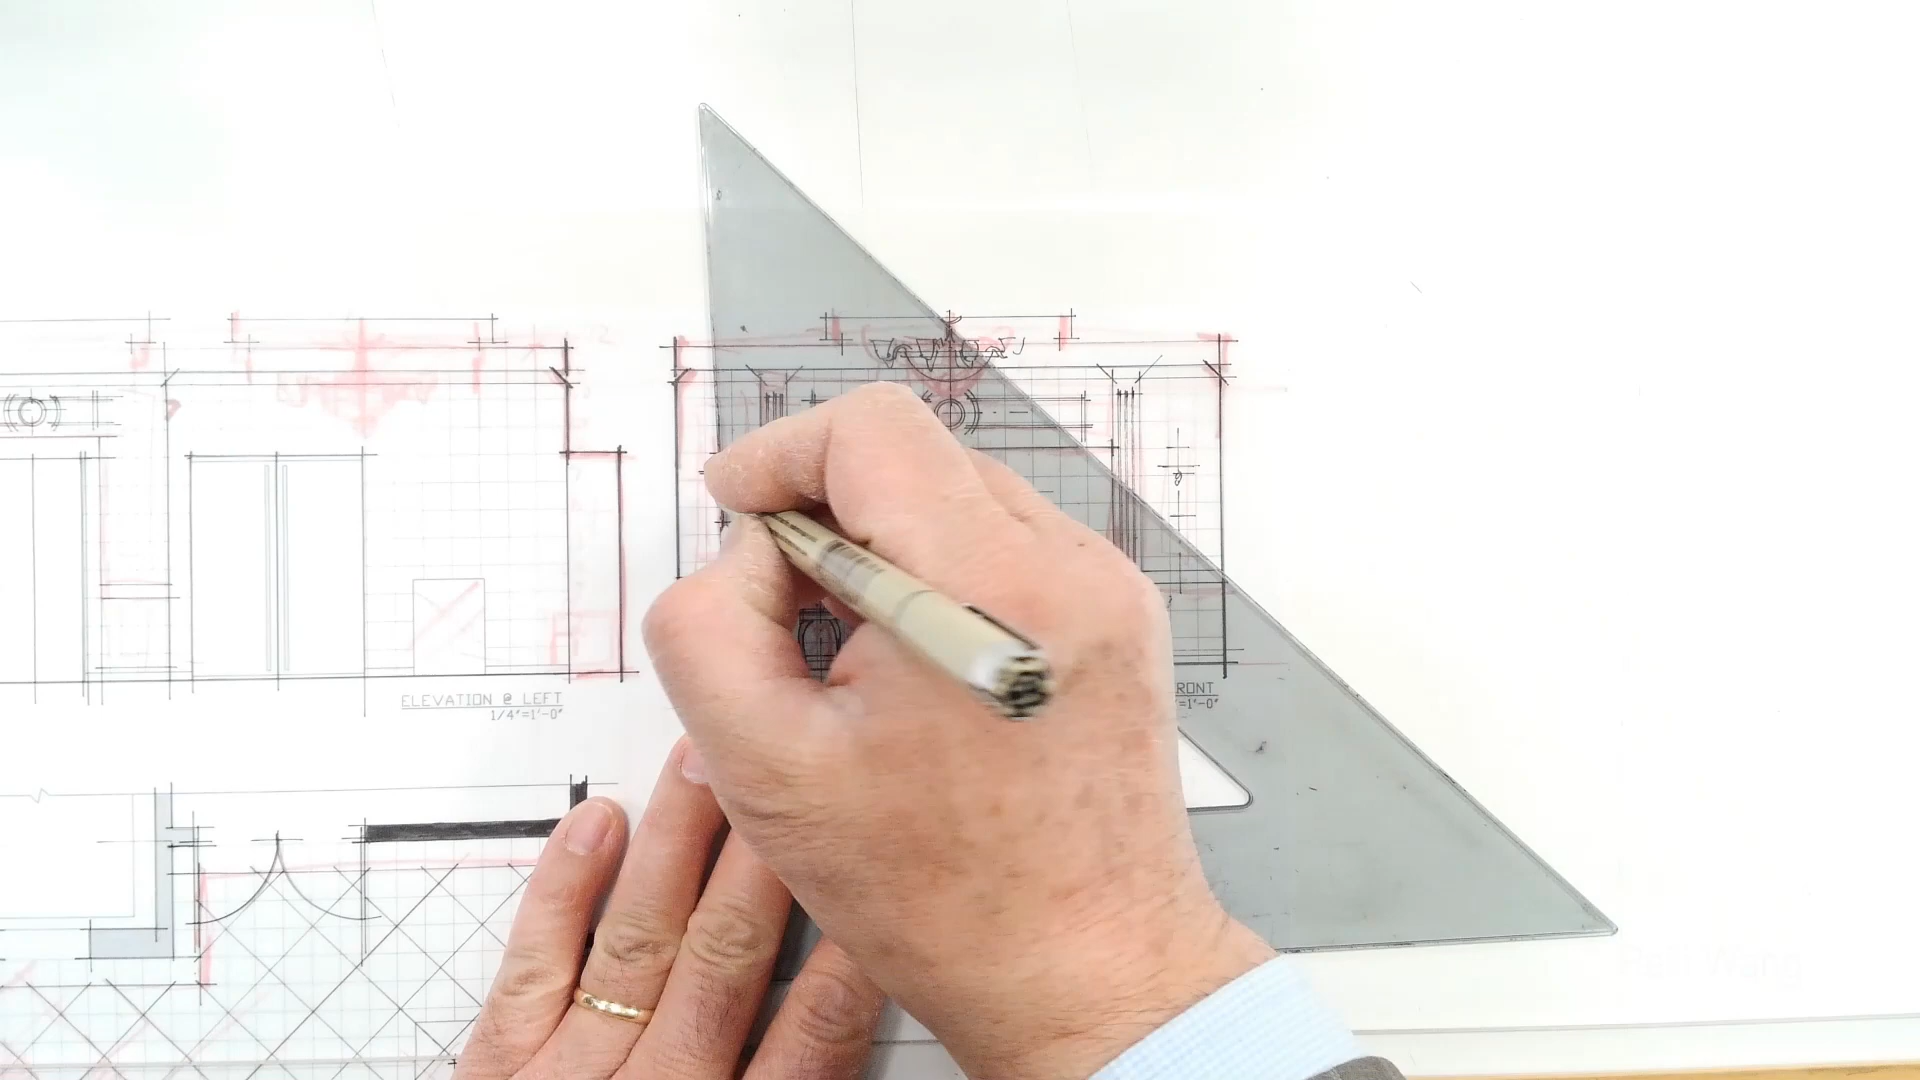 ELEVATION @ LEFT
1/4"=1'-0"
RONT
"=1'-0"